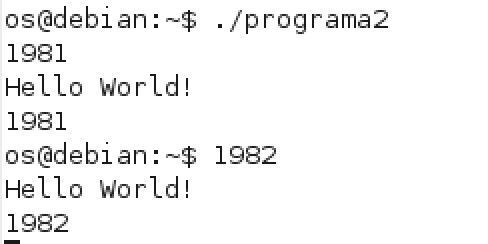 os@debian:~$ ./programa2
1981
Hello World!
1981
os@debian:~$ 1982
Hello World!
1982